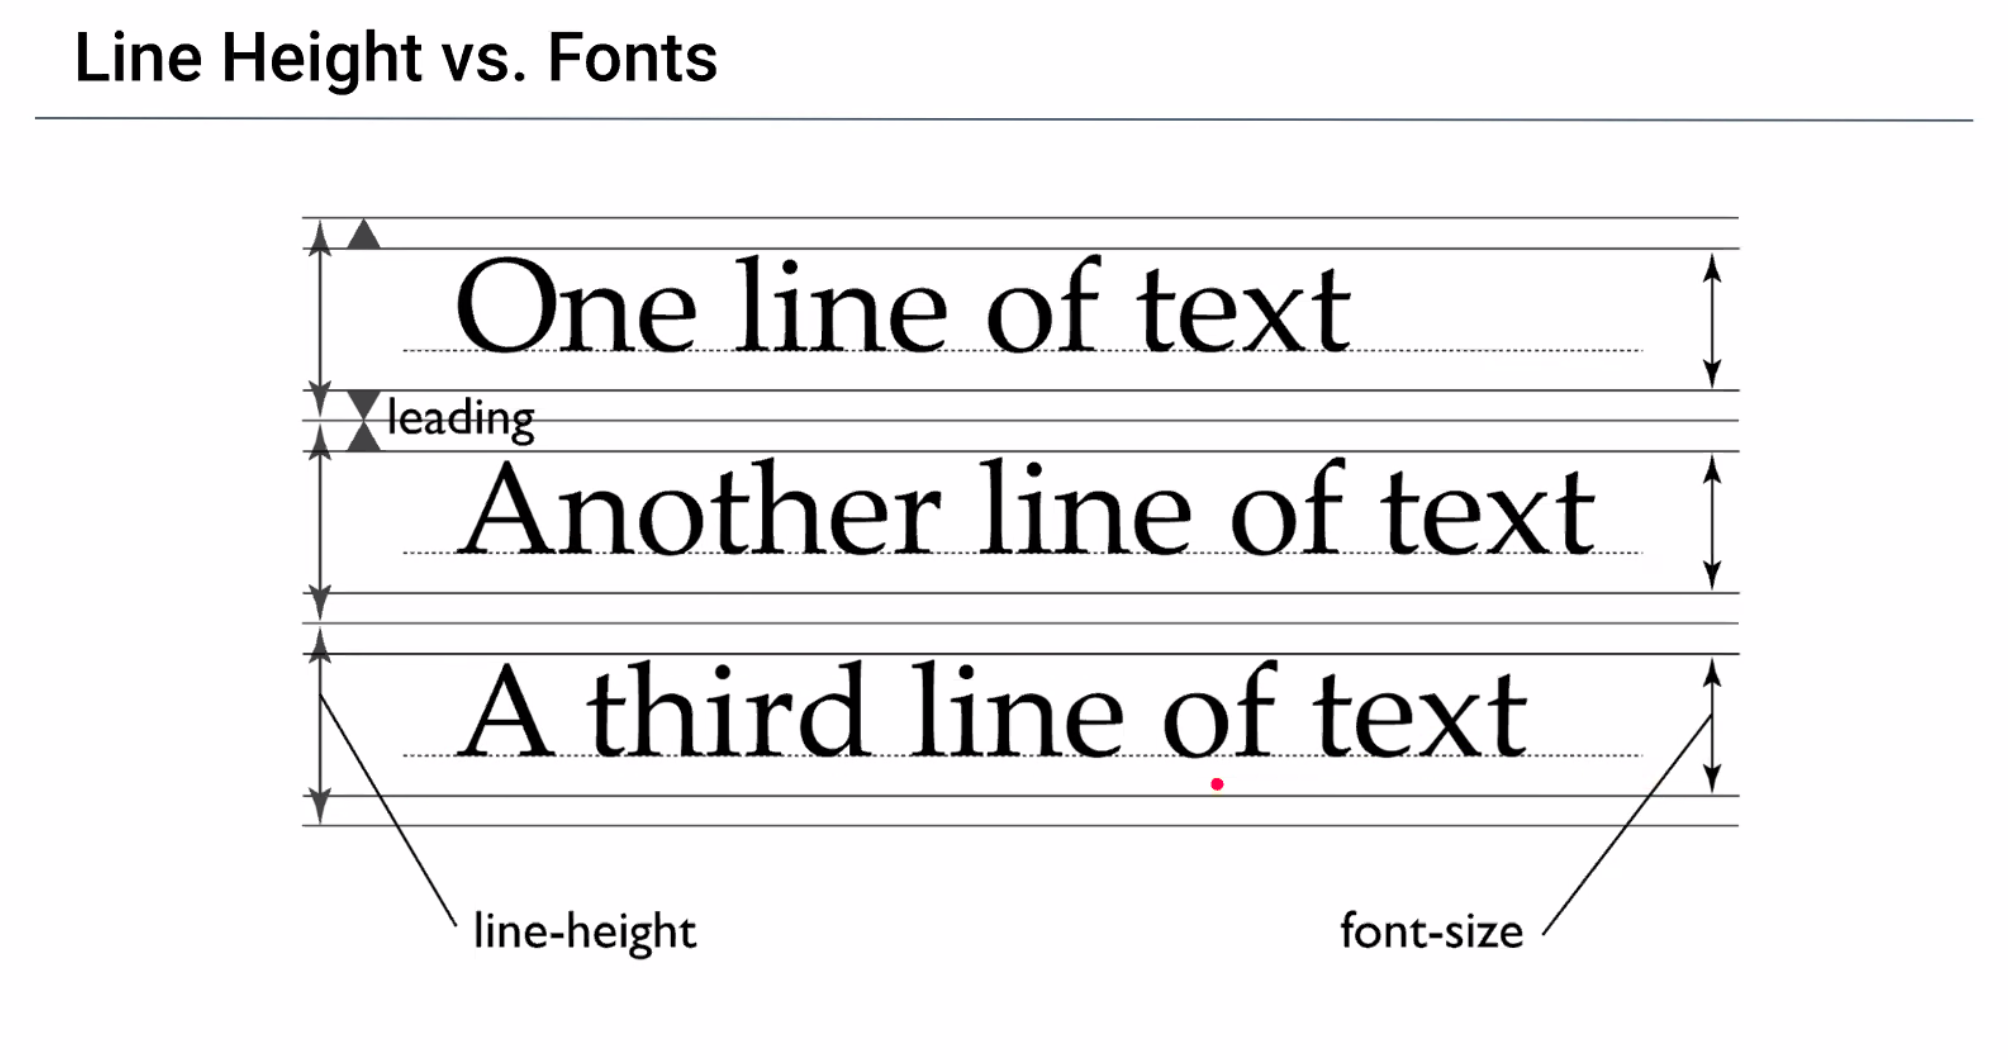 Line Height vs. Fonts
One line of text
leading
Another line of text
A third line of text
line-height
font-size